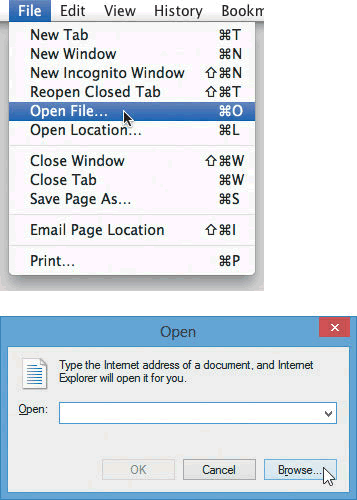 File Edit View History Bookm
New Tab ⌘T
New Window ⌘N
New Incognito Window ⇧⌘N
Reopen Closed Tab ⇧⌘T
Open File... ⌘O
Open Location... ⌘L
Close Window ⇧⌘W
Close Tab ⌘W
Save Page As... ⌘S
Email Page Location ⇧⌘I
Print... ⌘P
Open
Type the Internet address of a document, and Internet
Explorer will open it for you.
Open:
OK Cancel Browse...